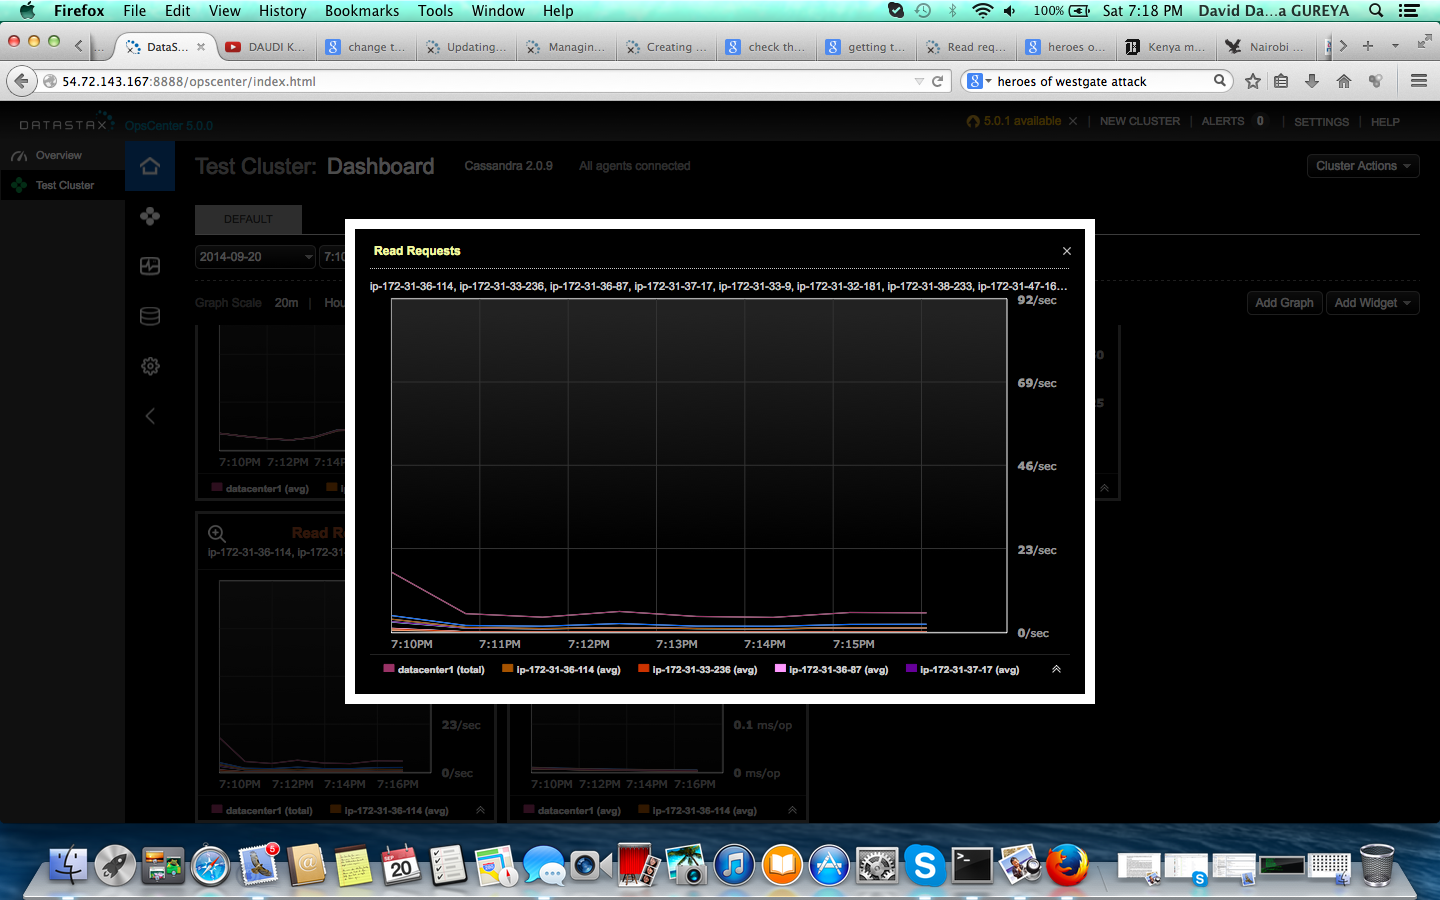 Firefox File Edit View History Bookmarks Tools Window Help 100% Sat 7:18 PM David Da...a GUREYA
... DataS... DAUDI K... change t... Updating... Managin... Creating ... check th... getting t... Read req... heroes o... Kenya m... Nairobi ...
54.72.143.167:8888/opscenter/index.html heroes of westgate attack
DATASTAX OpsCenter 5.0.0 5.0.1 available NEW CLUSTER ALERTS 0 SETTINGS HELP
Overview
Test Cluster
Test Cluster: Dashboard Cassandra 2.0.9 All agents connected Cluster Actions
DEFAULT
2014-09-20 7:10
Graph Scale 20m Hou
Add Graph Add Widget
Read Requests
ip-172-31-36-114, ip-172-31-33-236, ip-172-31-36-87, ip-172-31-37-17, ip-172-31-33-9, ip-172-31-32-181, ip-172-31-38-233, ip-172-31-47-16...
92/sec
69/sec
46/sec
23/sec
0/sec
7:10PM 7:11PM 7:12PM 7:13PM 7:14PM 7:15PM
datacenter1 (total) ip-172-31-36-114 (avg) ip-172-31-33-236 (avg) ip-172-31-36-87 (avg) ip-172-31-37-17 (avg)
7:10PM 7:12PM 7:14
datacenter1 (avg)
Read R
ip-172-31-36-114, ip-172-31
23/sec
0/sec
7:10PM 7:12PM 7:14PM 7:16PM
datacenter1 (total) ip-172-31-36-114 (avg)
0.1 ms/op
0 ms/op
7:10PM 7:12PM 7:14PM 7:16PM
datacenter1 (avg) ip-172-31-36-114 (avg)
5
SEP
20